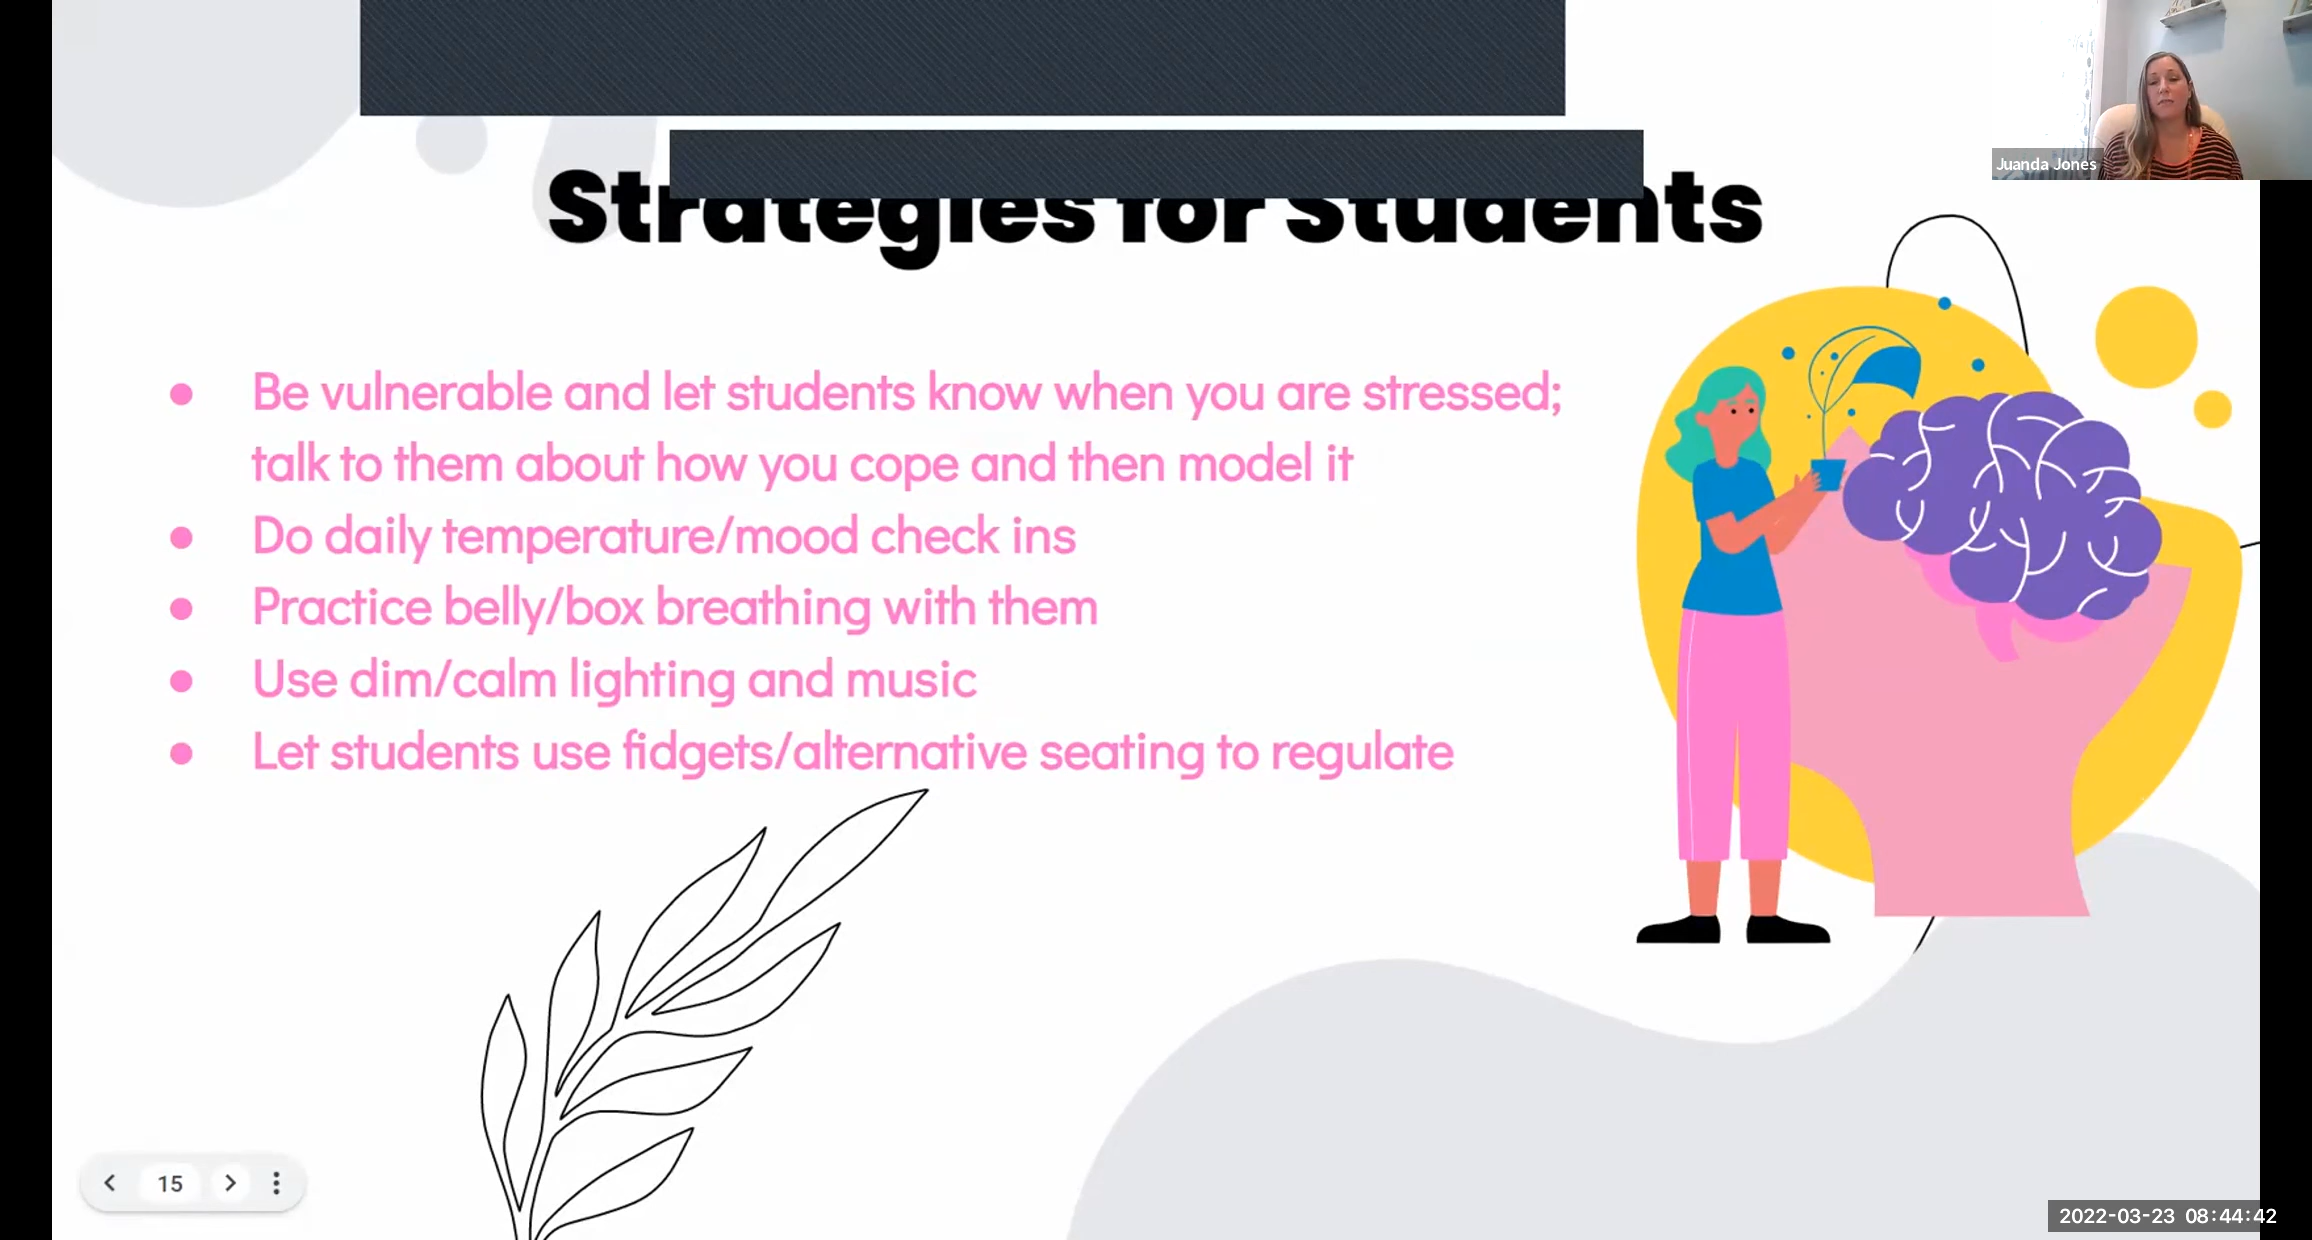 Juanda Jones
Strategies for Students
Be vulnerable and let students know when you are stressed;
talk to them about how you cope and then model it
Do daily temperature/mood check ins
Practice belly/box breathing with them
Use dim/calm lighting and music
Let students use fidgets/alternative seating to regulate
15
2022-03-23 08:44:42